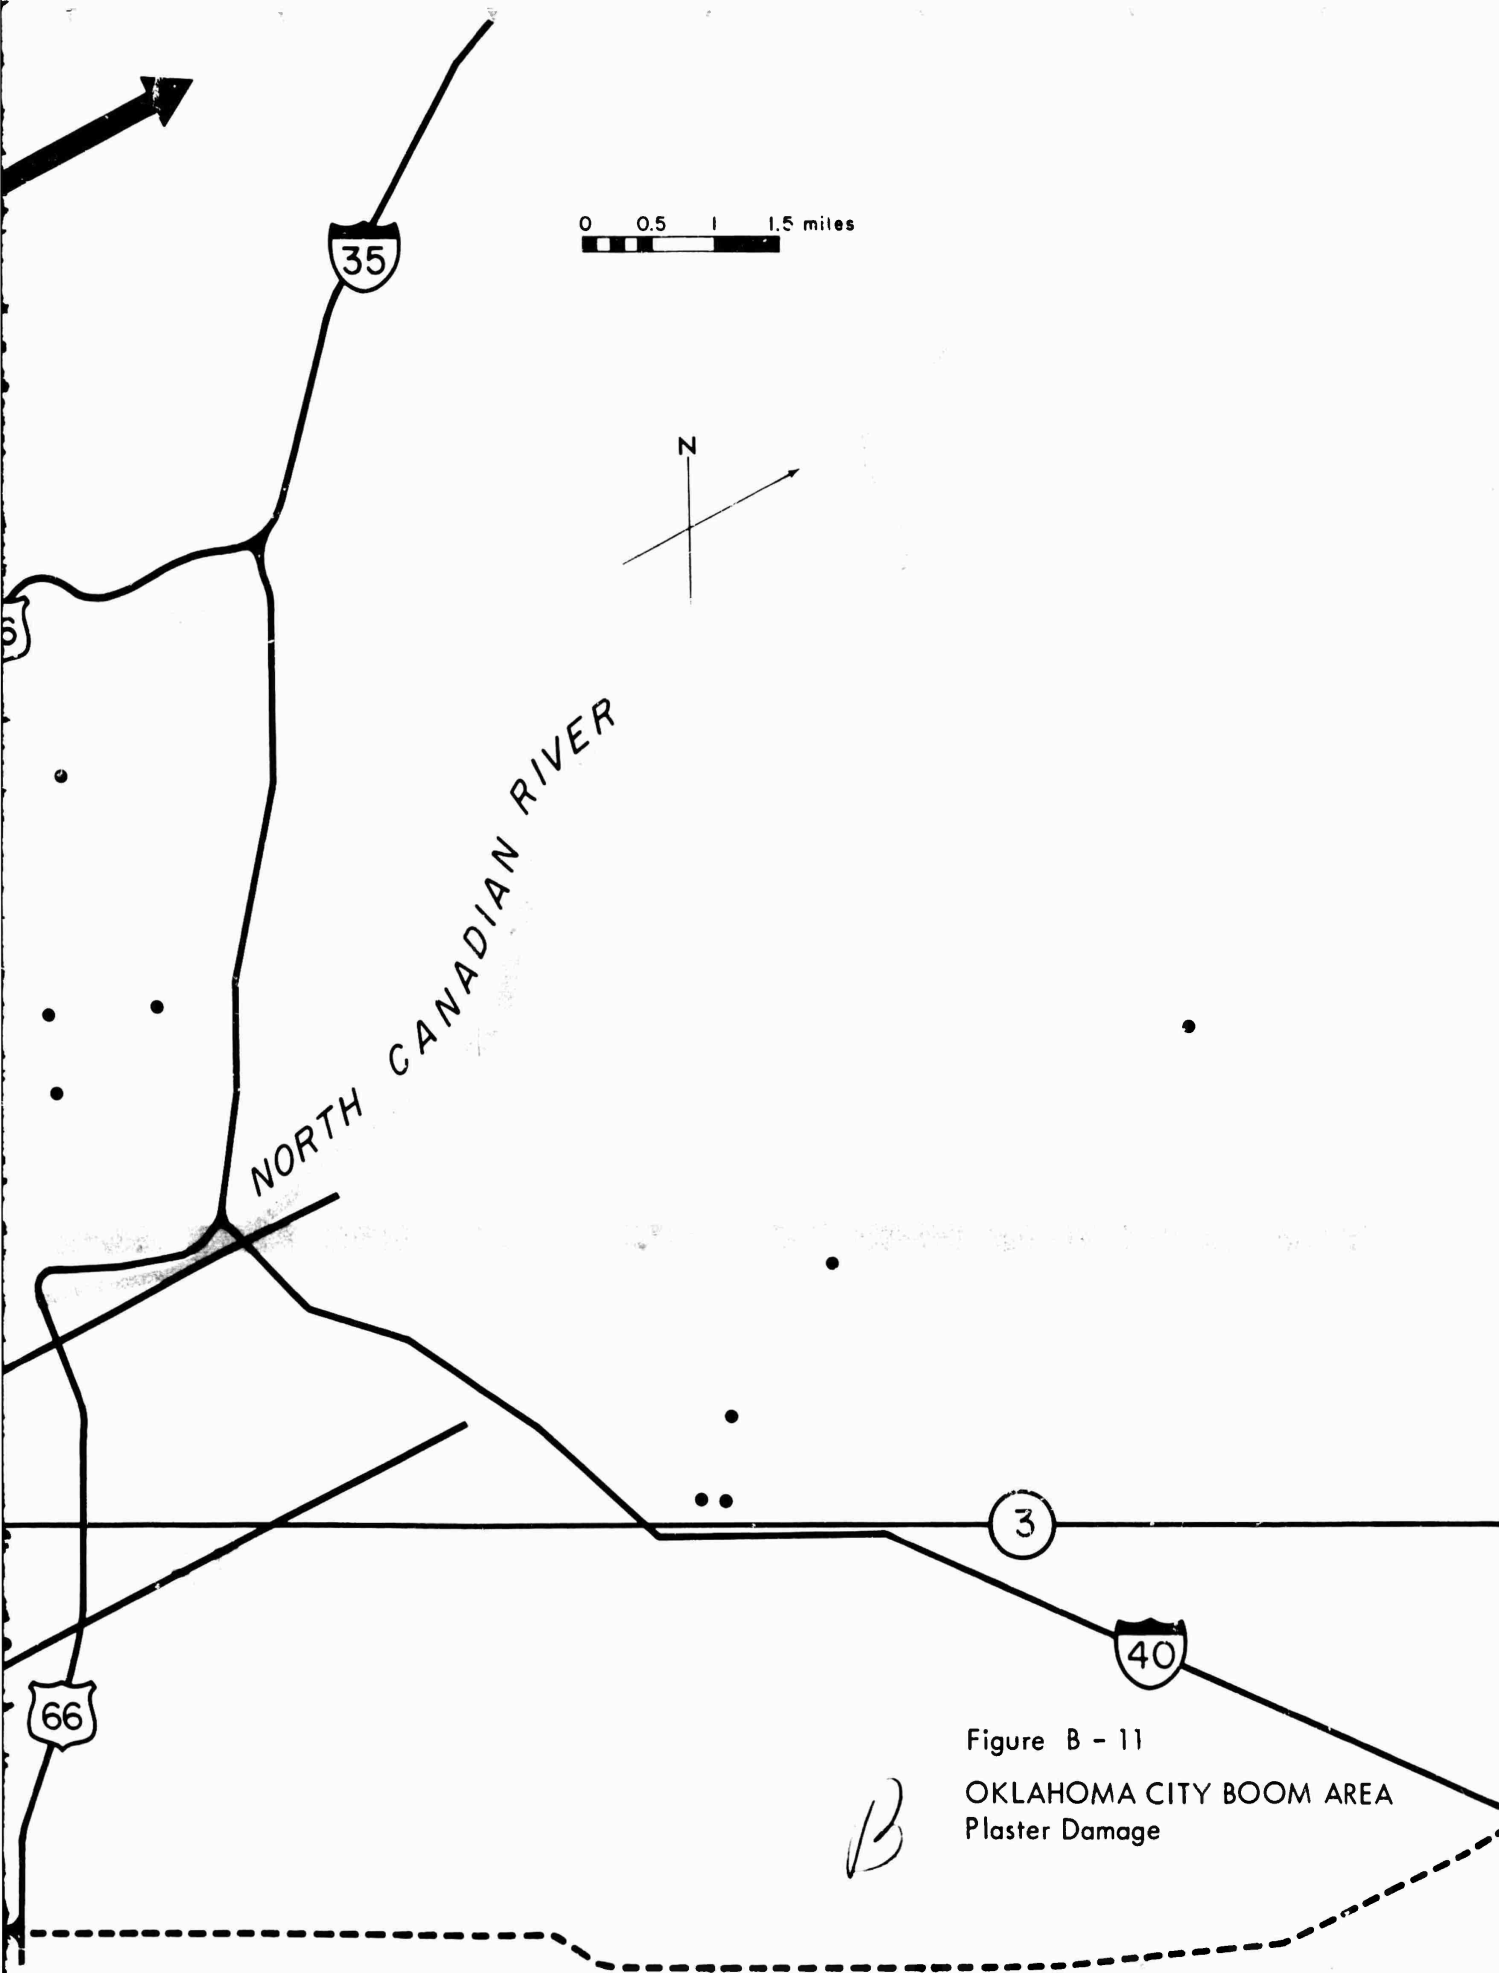 35
0 0.5 1 1.5 miles
N
6
NORTH CANADIAN RIVER
3
40
66
Figure B - 11
OKLAHOMA CITY BOOM AREA
Plaster Damage
B